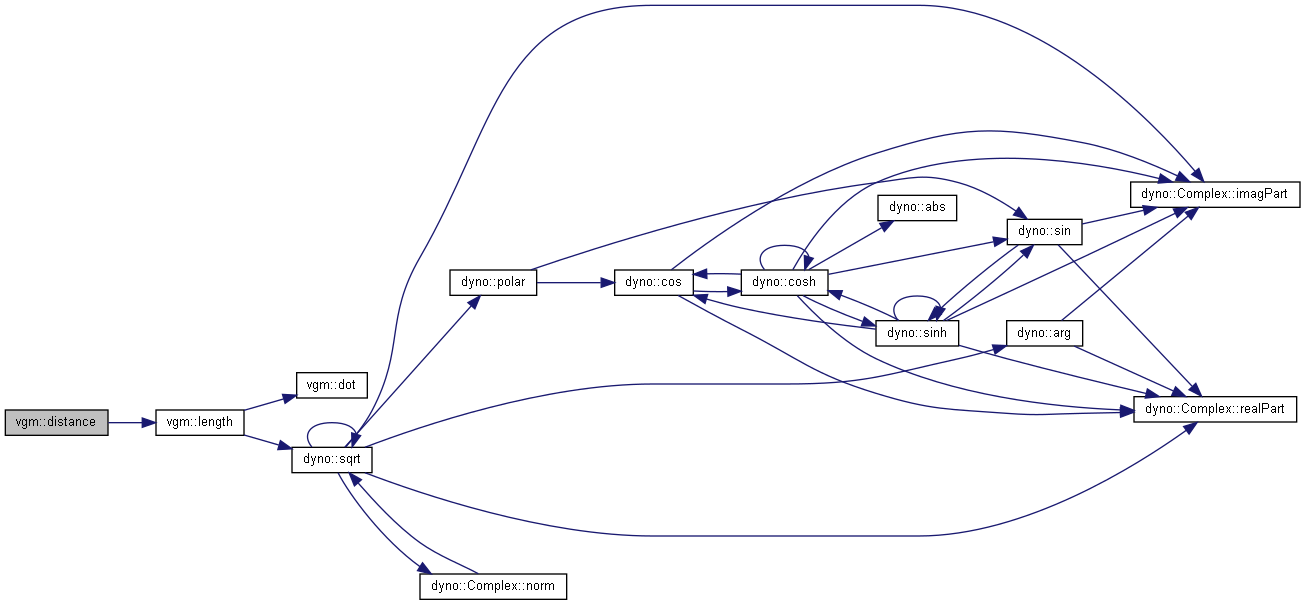 vgm::distance
vgm::length
vgm::dot
dyno::sqrt
dyno::polar
dyno::Complex::norm
dyno::cos
dyno::cosh
dyno::abs
dyno::sinh
dyno::sin
dyno::arg
dyno::Complex::imagPart
dyno::Complex::realPart